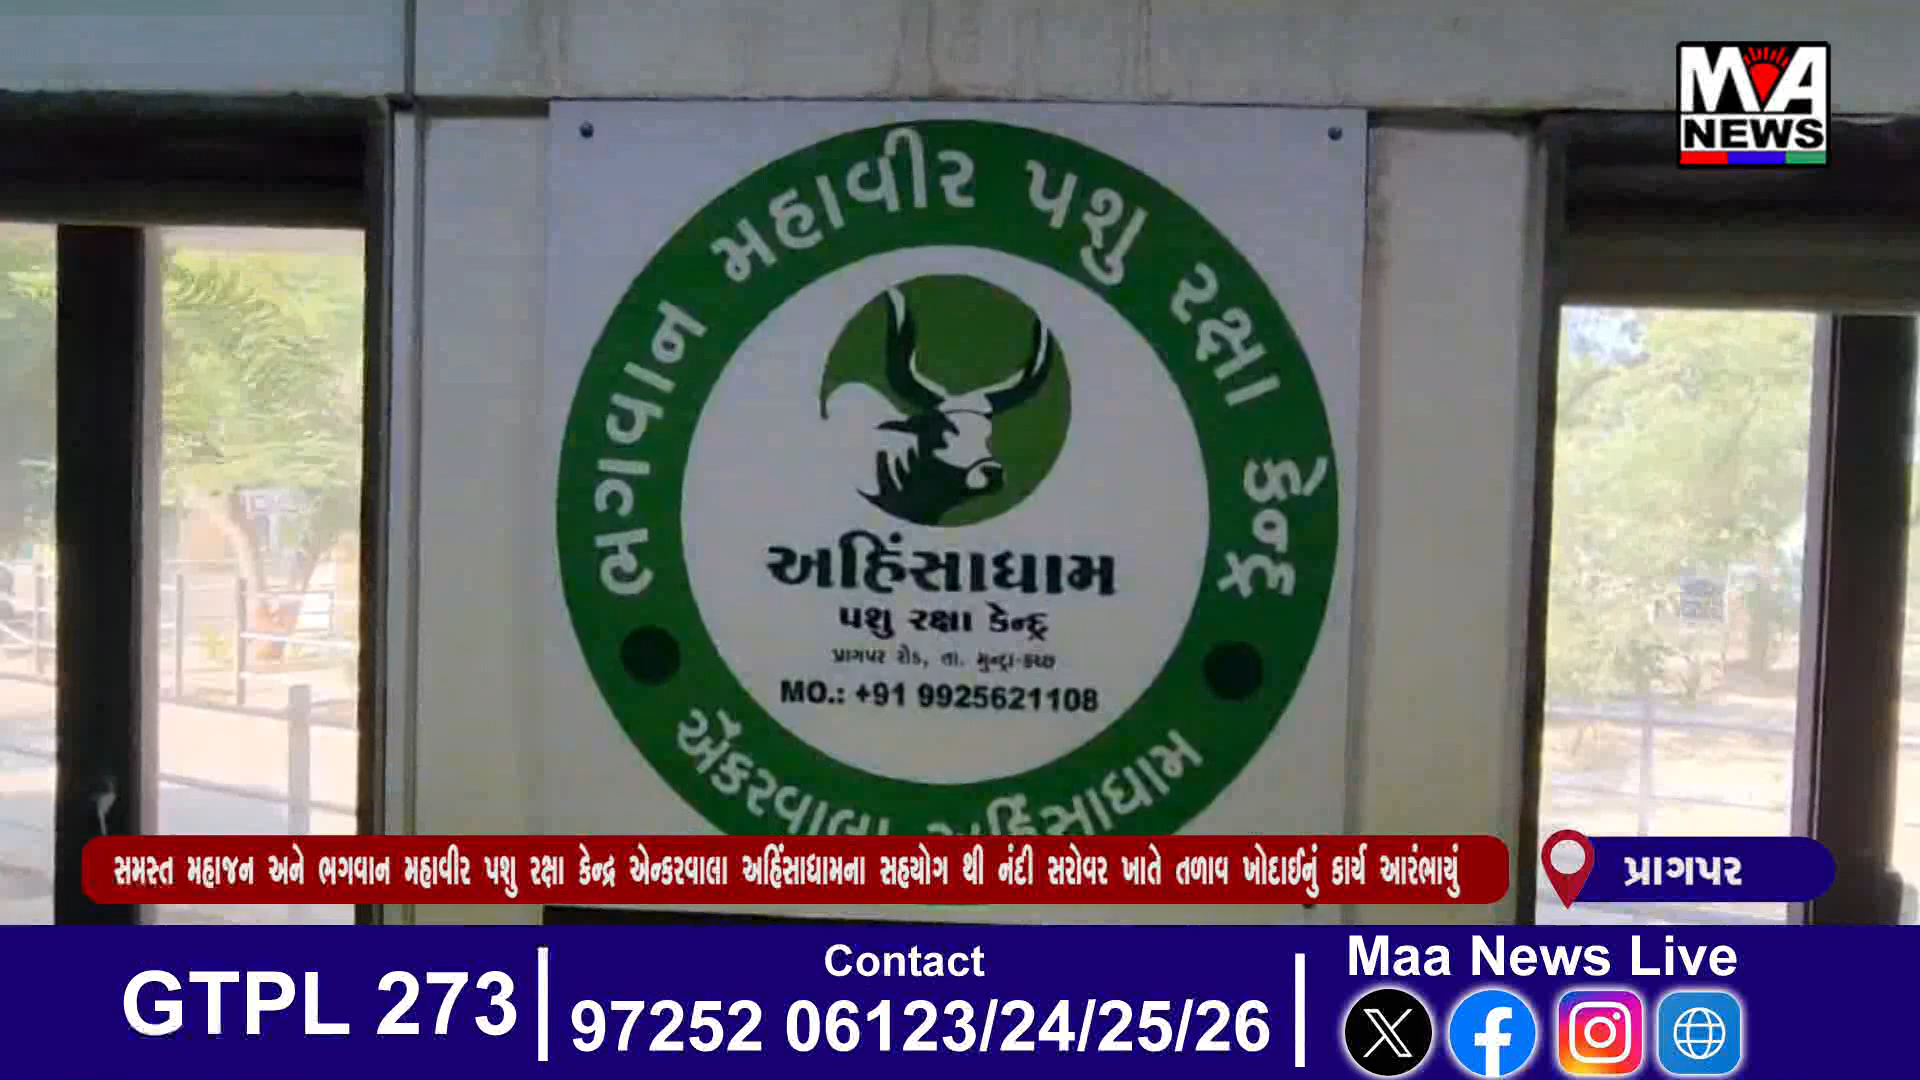 MAA
NEWS
ભગવાન મહાવીર પશુ રક્ષા કેન્દ્ર
અહિંસાધામ
પશુ રક્ષા કેન્દ્ર
પ્રાગપર રોડ, તા. મુન્દ્રા-કચ્છ
MO.: +91 9925621108
એંકરવાલા અહિંસાધામ
સમસ્ત મહાજન અને ભગવાન મહાવીર પશુ રક્ષા કેન્દ્ર એન્કરવાલા અહિંસાધામના સહયોગ થી નંદી સરોવર ખાતે તળાવ ખોદાઈનું કાર્ય આરંભાયું
પ્રાગપર
GTPL 273
Contact
97252 06123/24/25/26
Maa News Live